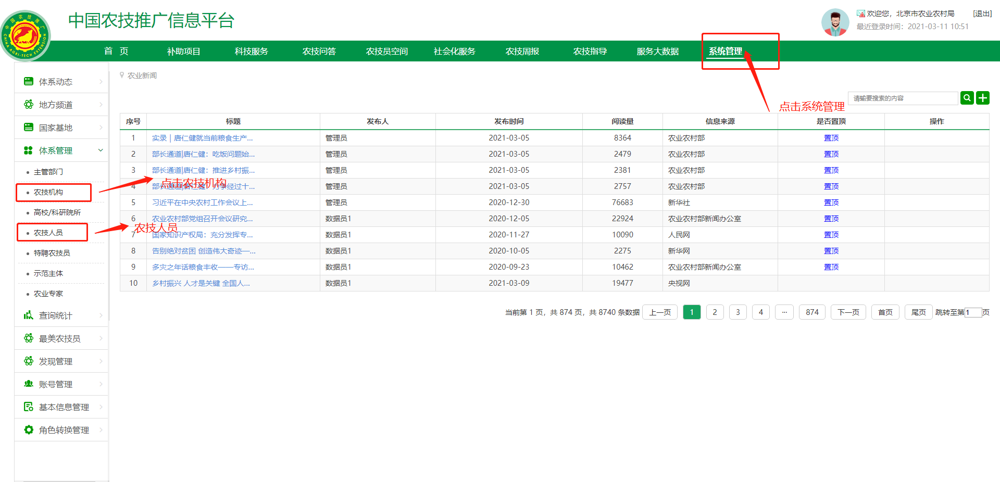 中国农技推广信息平台
中国农技推广
CHINA AGRI-TECH EXTENSION
欢迎您，北京市农业农村局 [退出]
最近登录时间：2021-03-11 10:51
首 页 补助项目 科技服务 农技问答 农技员空间 社会化服务 农技周报 农技指导 服务大数据 系统管理
体系动态
地方频道
国家基地
体系管理
主管部门
农技机构
高校/科研院所
农技人员
特聘农技员
示范主体
农业专家
查询统计
最美农技员
发现管理
账号管理
基本信息管理
角色转换管理
农业新闻
点击系统管理
请输要搜索的内容
点击农技机构
农技人员
序号 标题 发布人 发布时间 阅读量 信息来源 是否置顶 操作
1 实录 | 唐仁健就当前粮食生产... 管理员 2021-03-05 8364 农业农村部 置顶
2 部长通道|唐仁健：吃饭问题始... 管理员 2021-03-05 2479 农业农村部 置顶
3 部长通道|唐仁健：推进乡村振... 管理员 2021-03-05 2381 农业农村部 置顶
4 部长通道|唐仁健：力争经过十... 管理员 2021-03-05 2757 农业农村部 置顶
5 习近平在中央农村工作会议上... 管理员 2020-12-30 76683 新华社 置顶
6 农业农村部党组召开会议研究... 数据员1 2020-12-05 22924 农业农村部新闻办公室 置顶
7 国家知识产权局：充分发挥专... 数据员1 2020-11-27 10090 人民网 置顶
8 告别绝对贫困 创造伟大奇迹—... 数据员1 2020-10-05 2275 新华网 置顶
9 多灾之年话粮食丰收——专访... 数据员1 2020-09-23 10462 农业农村部新闻办公室 置顶
10 乡村振兴 人才是关键 全国人... 数据员1 2021-03-09 19477 央视网
当前第 1 页，共 874 页，共 8740 条数据 上一页 1 2 3 4 ... 874 下一页 首页 尾页 跳转至第1页